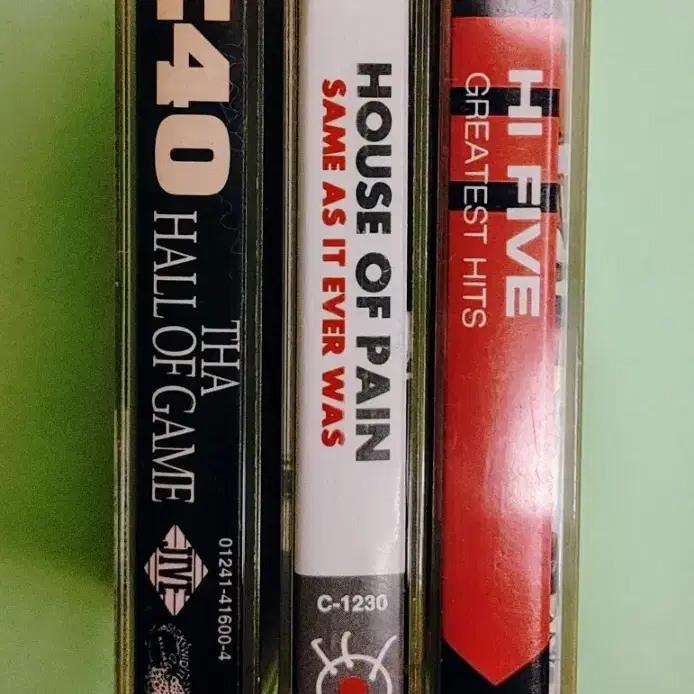 E-40
THA
HALL OF GAME
JIVE
01241-41600-4
HOUSE OF PAIN
SAME AS IT EVER WAS
C-1230
HI FIVE
GREATEST HITS